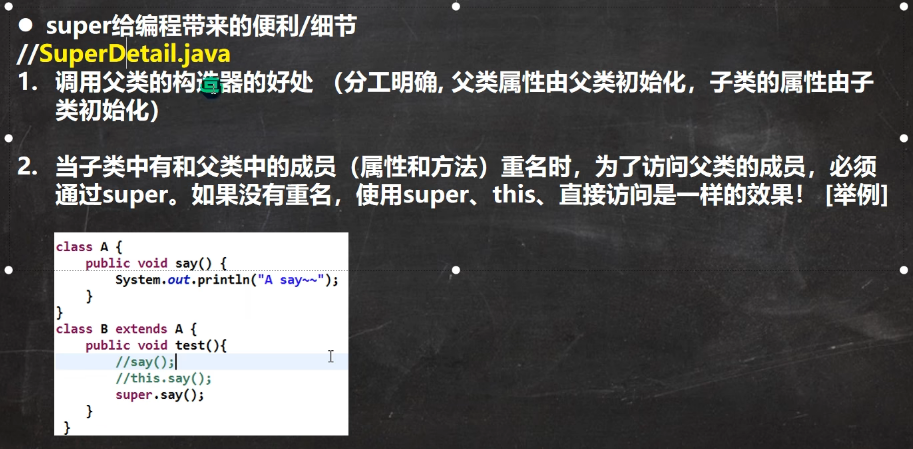 ● super给编程带来的便利/细节
//SuperDetail.java
1. 调用父类的构造器的好处 （分工明确, 父类属性由父类初始化，子类的属性由子
类初始化）
2. 当子类中有和父类中的成员（属性和方法）重名时，为了访问父类的成员，必须
通过super。如果没有重名，使用super、this、直接访问是一样的效果！ [举例]
class A {
public void say() {
System.out.println("A say~~");
}
}
class B extends A {
public void test(){
//say();
//this.say();
super.say();
}
}